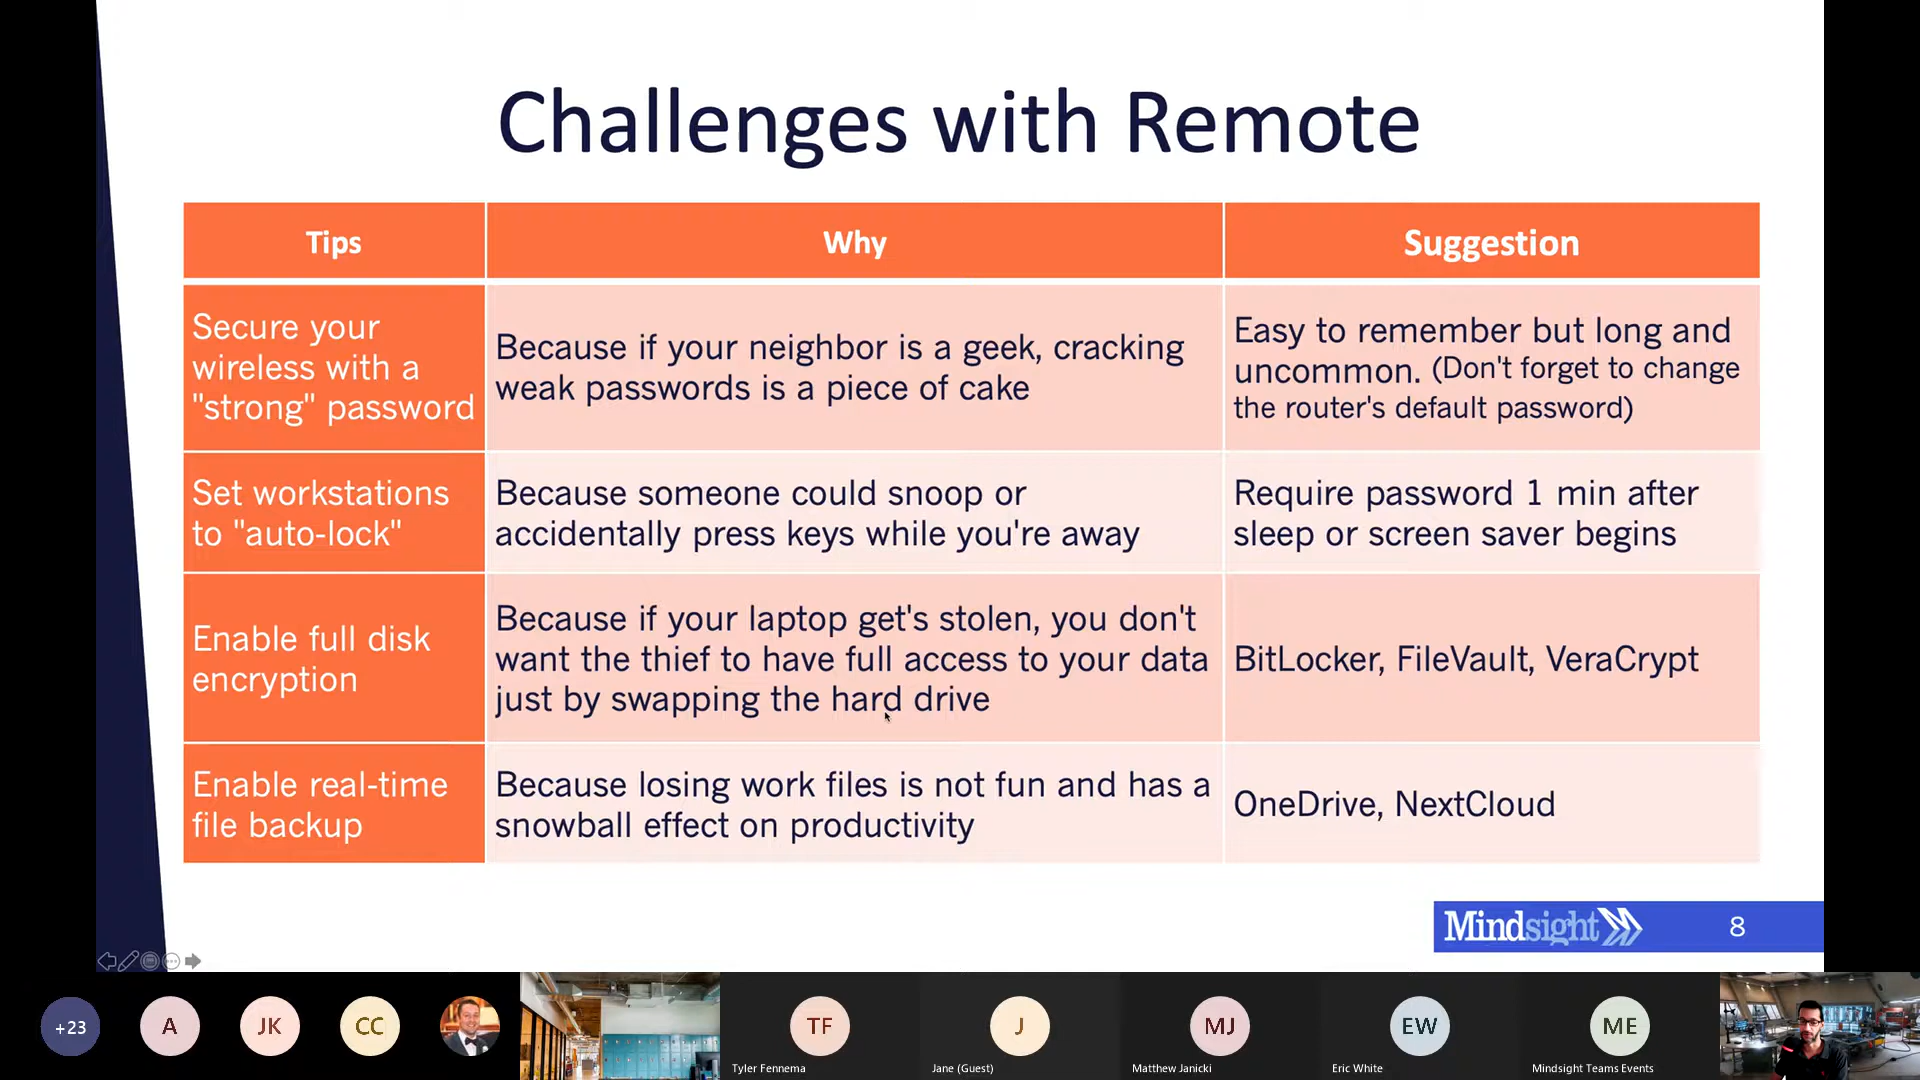 Challenges with Remote
Tips
Why
Suggestion
Secure your
wireless with a
"strong" password
Because if your neighbor is a geek, cracking
weak passwords is a piece of cake
Easy to remember but long and
uncommon. (Don't forget to change
the router's default password)
Set workstations
to "auto-lock"
Because someone could snoop or
accidentally press keys while you're away
Require password 1 min after
sleep or screen saver begins
Enable full disk
encryption
Because if your laptop get's stolen, you don't
want the thief to have full access to your data
just by swapping the hard drive
BitLocker, FileVault, VeraCrypt
Enable real-time
file backup
Because losing work files is not fun and has a
snowball effect on productivity
OneDrive, NextCloud
Mindsight
8
+23
A
JK
CC
TF
J
MJ
EW
ME
Tyler Fennema
Jane (Guest)
Matthew Janicki
Eric White
Mindsight Teams Events